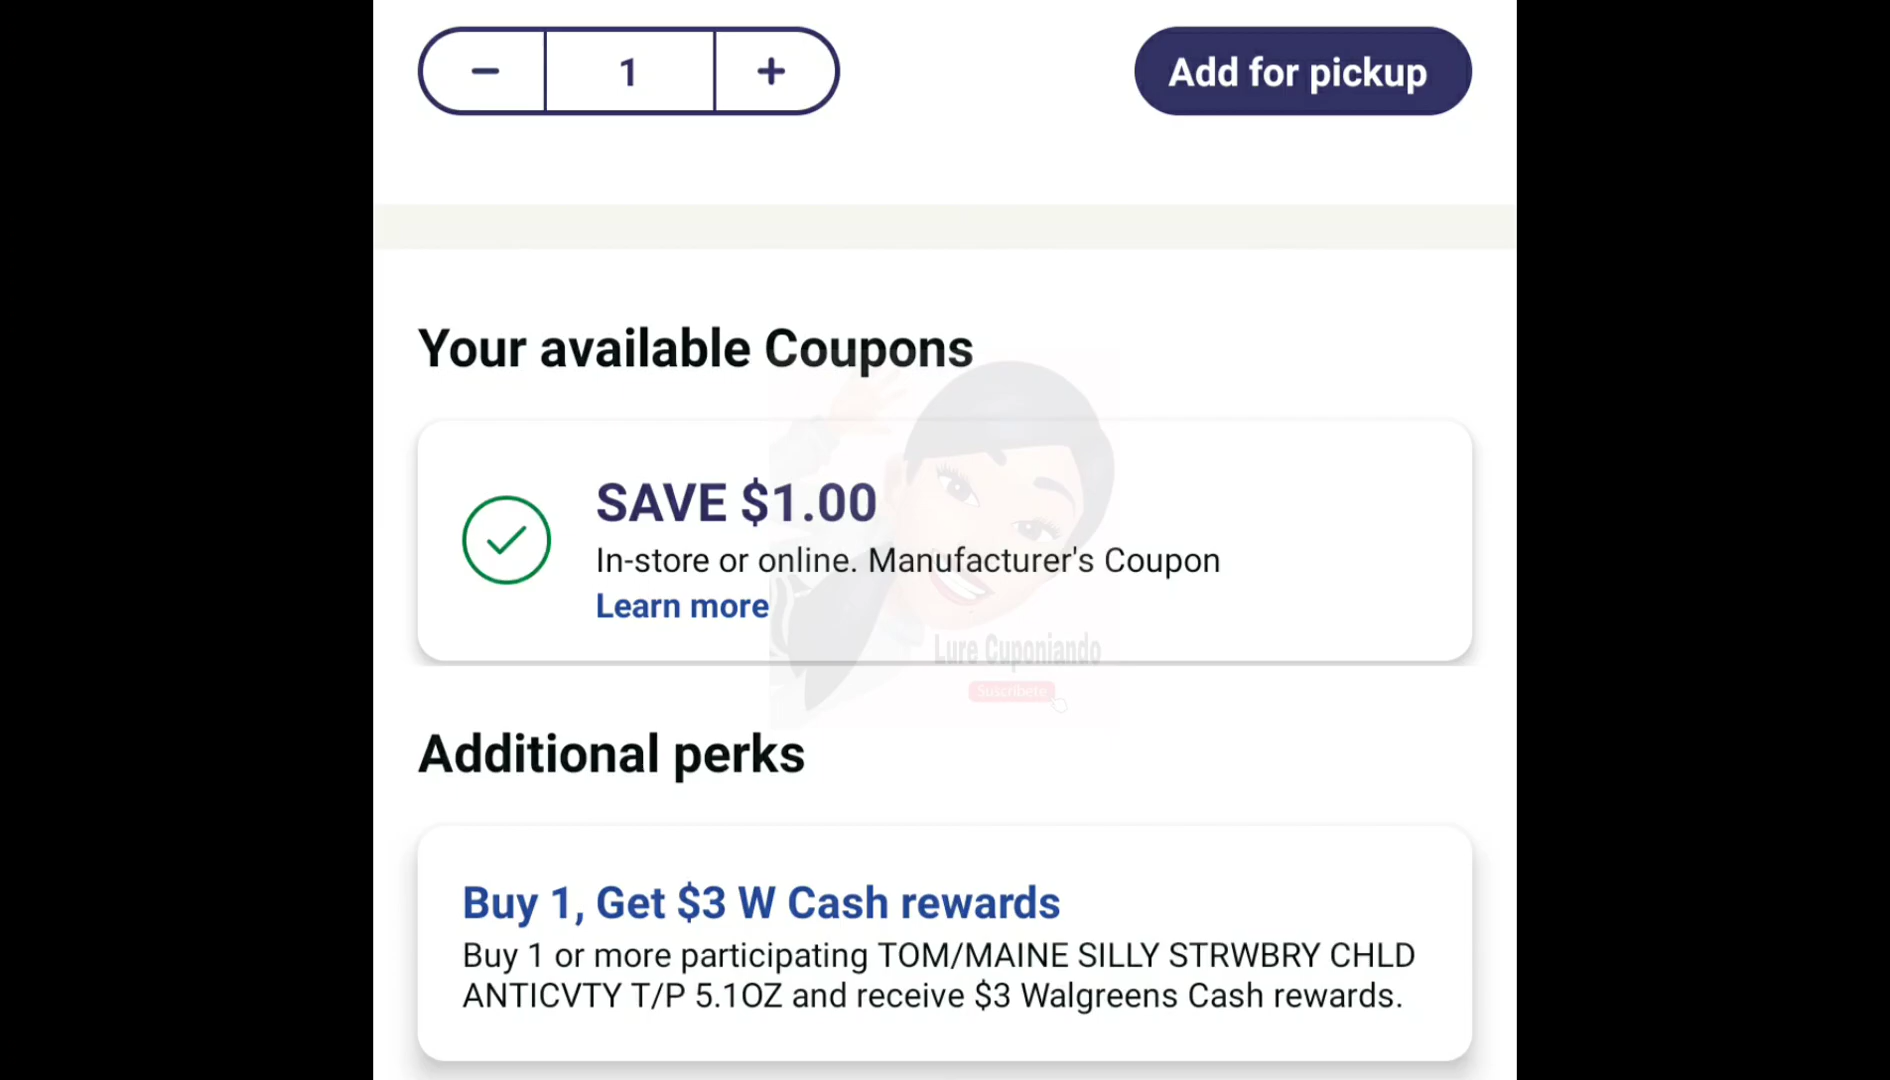 1
Add for pickup
Your available Coupons
SAVE $1.00
In-store or online. Manufacturer's Coupon
Learn more
Lure Cuponiando
Suscríbete
Additional perks
Buy 1, Get $3 W Cash rewards
Buy 1 or more participating TOM/MAINE SILLY STRWBRY CHLD
ANTICVTY T/P 5.1OZ and receive $3 Walgreens Cash rewards.